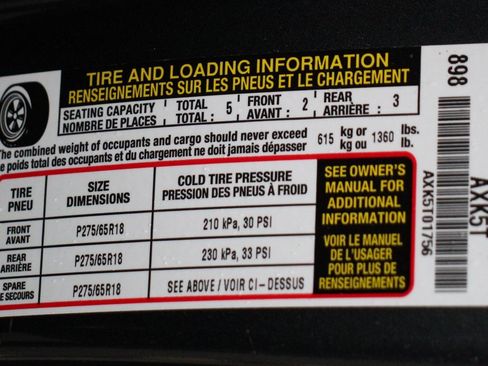 TIRE AND LOADING INFORMATION
RENSEIGNEMENTS SUR LES PNEUS ET LE CHARGEMENT
SEATING CAPACITY TOTAL : 5 FRONT : 2 REAR : 3
NOMBRE DE PLACES TOTAL AVANT ARRIÈRE
The combined weight of occupants and cargo should never exceed 615 kg or 1360 lbs.
Le poids total des occupants et du chargement ne doit jamais dépasser kg ou lb.
TIRE SIZE COLD TIRE PRESSURE
PNEU DIMENSIONS PRESSION DES PNEUS À FROID
FRONT P275/65R18 210 kPa, 30 PSI
AVANT
REAR P275/65R18 230 kPa, 33 PSI
ARRIÈRE
SPARE P275/65R18 SEE ABOVE / VOIR CI-DESSUS
DE SECOURS
SEE OWNER'S
MANUAL FOR
ADDITIONAL
INFORMATION
VOIR LE MANUEL
DE L'USAGER
POUR PLUS DE
RENSEIGNEMENTS
898
AXK5T
AXK5101756